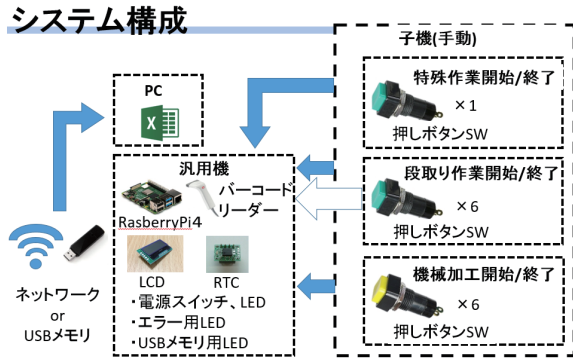 システム構成
子機(手動)
特殊作業開始/終了
×1
押しボタンSW
段取り作業開始/終了
×6
押しボタンSW
機械加工開始/終了
×6
押しボタンSW
PC
X
汎用機
バーコード
リーダー
RasberryPi4
LCD
RTC
・電源スイッチ、LED
・エラー用LED
・USBメモリ用LED
ネットワーク
or
USBメモリ